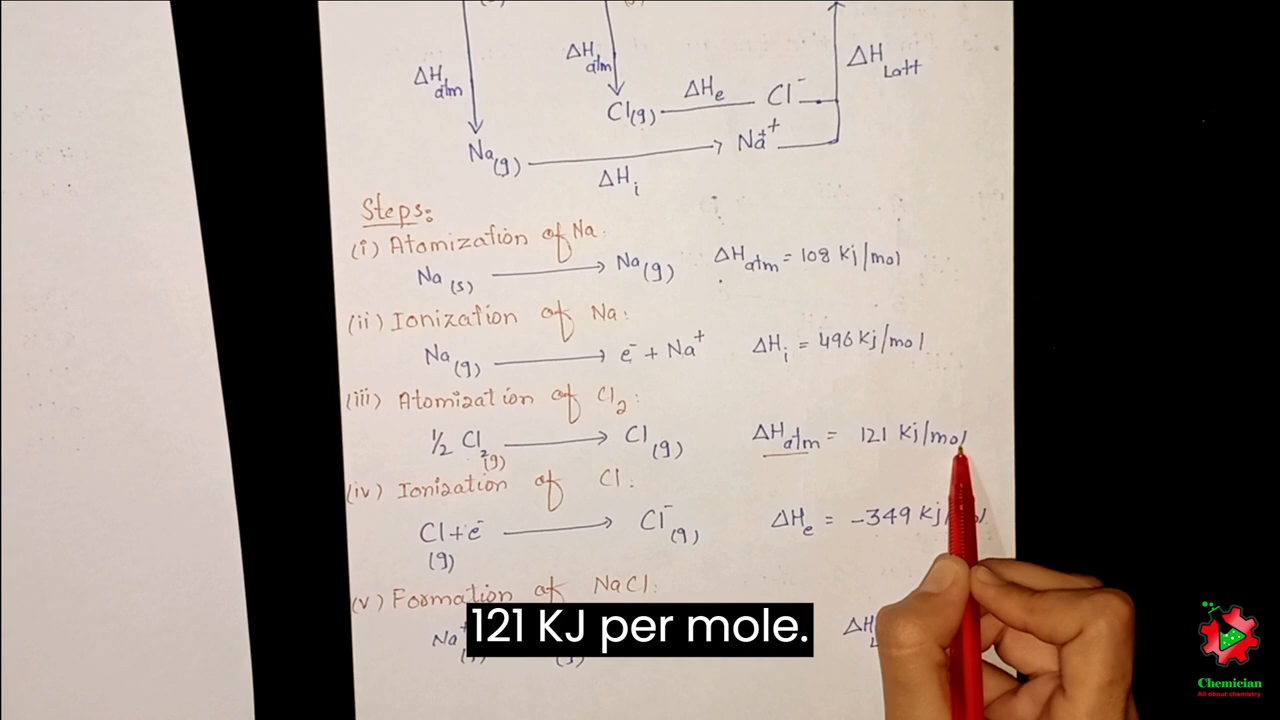 ΔH atm
ΔH atm
ΔH Latt
Cl(g) ΔHe Cl⁻
Na(g) Na⁺
ΔHi
Steps:
(i) Atomization of Na:
Na(s) → Na(g) ΔHatm = 108 kj/mol
(ii) Ionization of Na:
Na(g) → e⁻ + Na⁺ ΔHi = 496 kj/mol
(iii) Atomization of Cl₂:
½ Cl₂(g) → Cl(g) ΔHatm = 121 kj/mol
(iv) Ionization of Cl:
Cl(g) + e⁻ → Cl⁻(g) ΔHe = -349 kj/mol
(v) Formation of NaCl:
Na⁺ ΔH
121 KJ per mole.
Chemician
All about chemistry